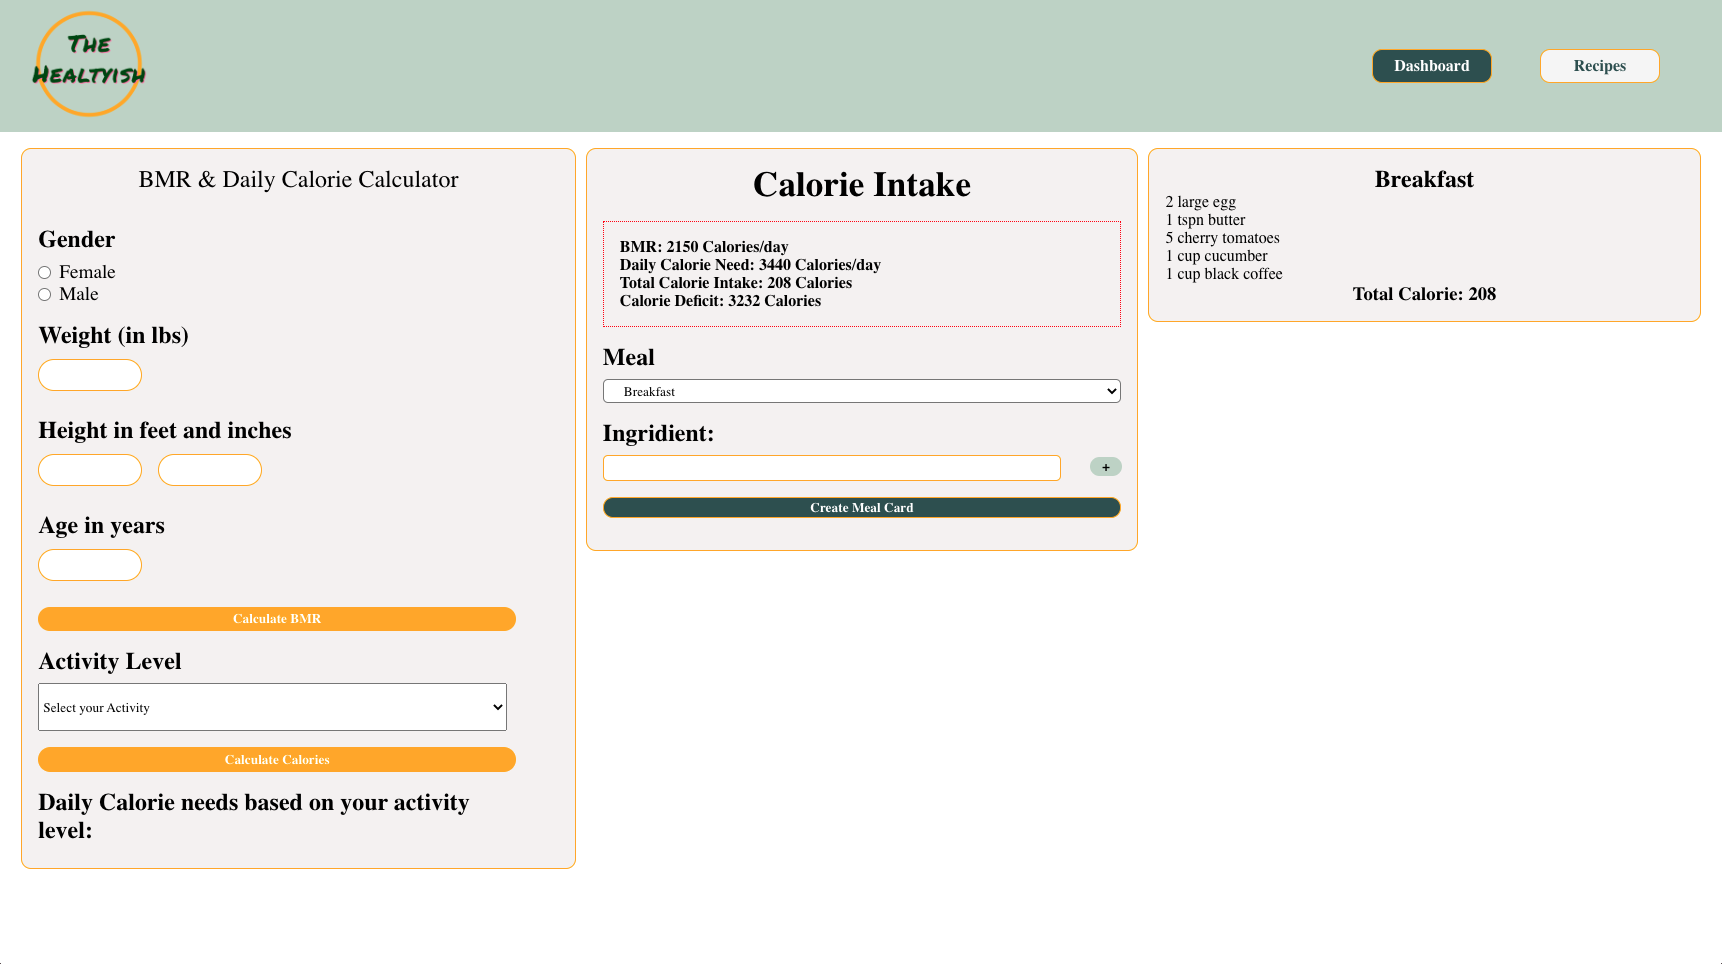 The
Healtyish
Dashboard
Recipes
BMR & Daily Calorie Calculator
Gender
Female
Male
Weight (in lbs)
Height in feet and inches
Age in years
Calculate BMR
Activity Level
Select your Activity
Calculate Calories
Daily Calorie needs based on your activity
level:
Calorie Intake
BMR: 2150 Calories/day
Daily Calorie Need: 3440 Calories/day
Total Calorie Intake: 208 Calories
Calorie Deficit: 3232 Calories
Meal
Breakfast
Ingridient:
+
Create Meal Card
Breakfast
2 large egg
1 tspn butter
5 cherry tomatoes
1 cup cucumber
1 cup black coffee
Total Calorie: 208